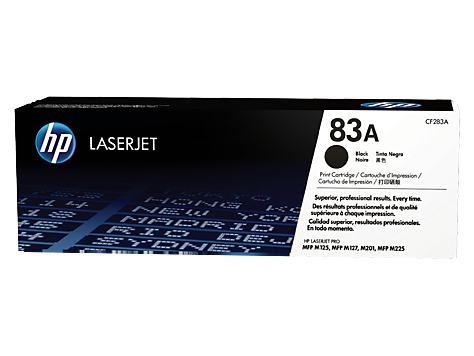 hp
LASERJET
83A
CF283A
Black Tinta Negra
Noire 黑色
Print Cartridge / Cartouche d'Impression /
Cartucho de Impresión / 打印硒鼓
Superior, professional results. Every time.
Des résultats professionnels et de qualité
supérieure à chaque impression.
Calidad superior, resultados profesionales.
En todo momento.
HP LASERJET PRO
MFP M125, MFP M127, M201, MFP M225